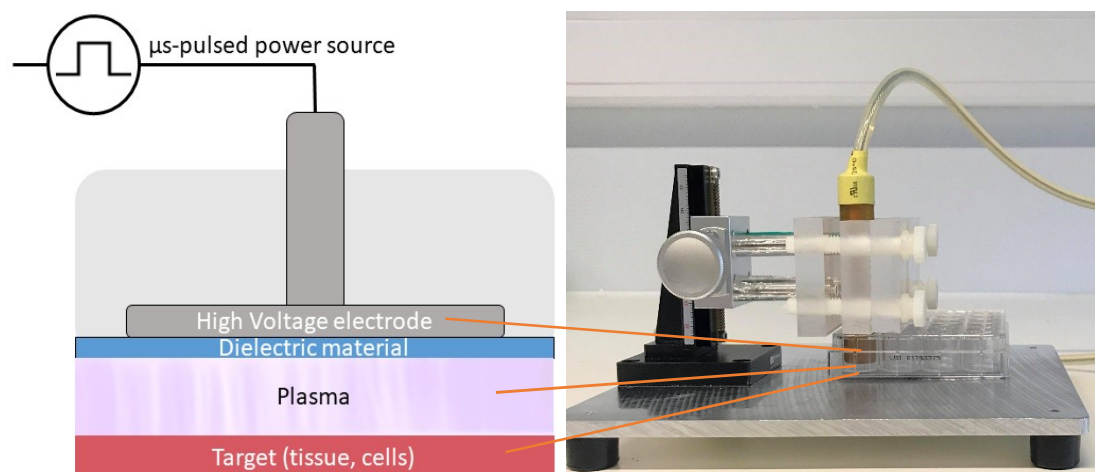 µs-pulsed power source
High Voltage electrode
Dielectric material
Plasma
Target (tissue, cells)